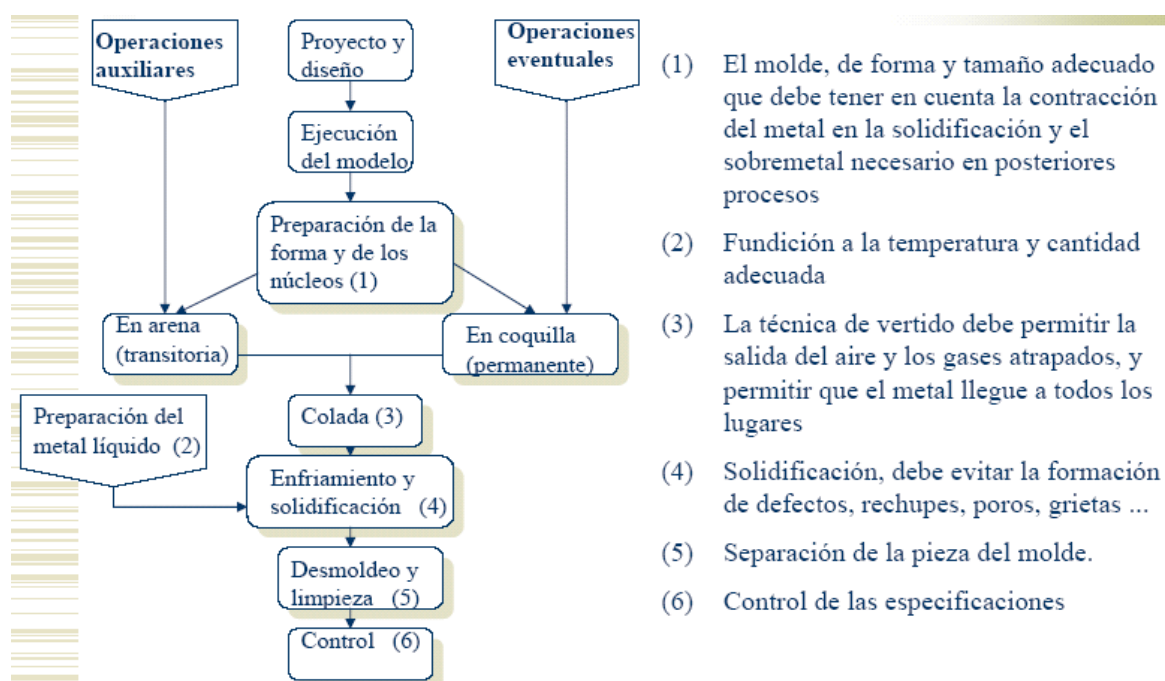 Operaciones
auxiliares
Proyecto y
diseño
Operaciones
eventuales
Ejecución
del modelo
Preparación de la
forma y de los
núcleos (1)
En arena
(transitoria)
En coquilla
(permanente)
Preparación del
metal líquido (2)
Colada (3)
Enfriamiento y
solidificación (4)
Desmoldeo y
limpieza (5)
Control (6)
(1) El molde, de forma y tamaño adecuado
que debe tener en cuenta la contracción
del metal en la solidificación y el
sobremetal necesario en posteriores
procesos
(2) Fundición a la temperatura y cantidad
adecuada
(3) La técnica de vertido debe permitir la
salida del aire y los gases atrapados, y
permitir que el metal llegue a todos los
lugares
(4) Solidificación, debe evitar la formación
de defectos, rechupes, poros, grietas ...
(5) Separación de la pieza del molde.
(6) Control de las especificaciones